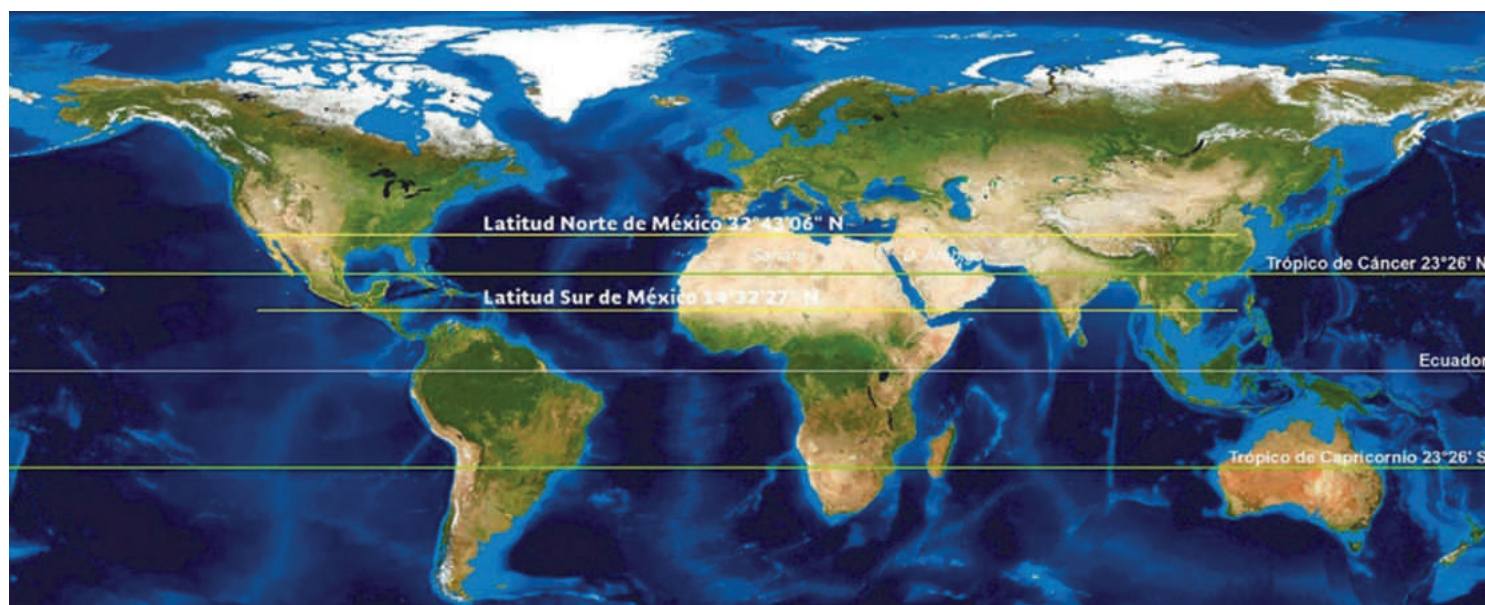 Latitud Norte de México 32°43'06" N
Sahara
Trópico de Cáncer 23°26' N
Latitud Sur de México 14°32'27" N
Ecuador
Trópico de Capricornio 23°26' S